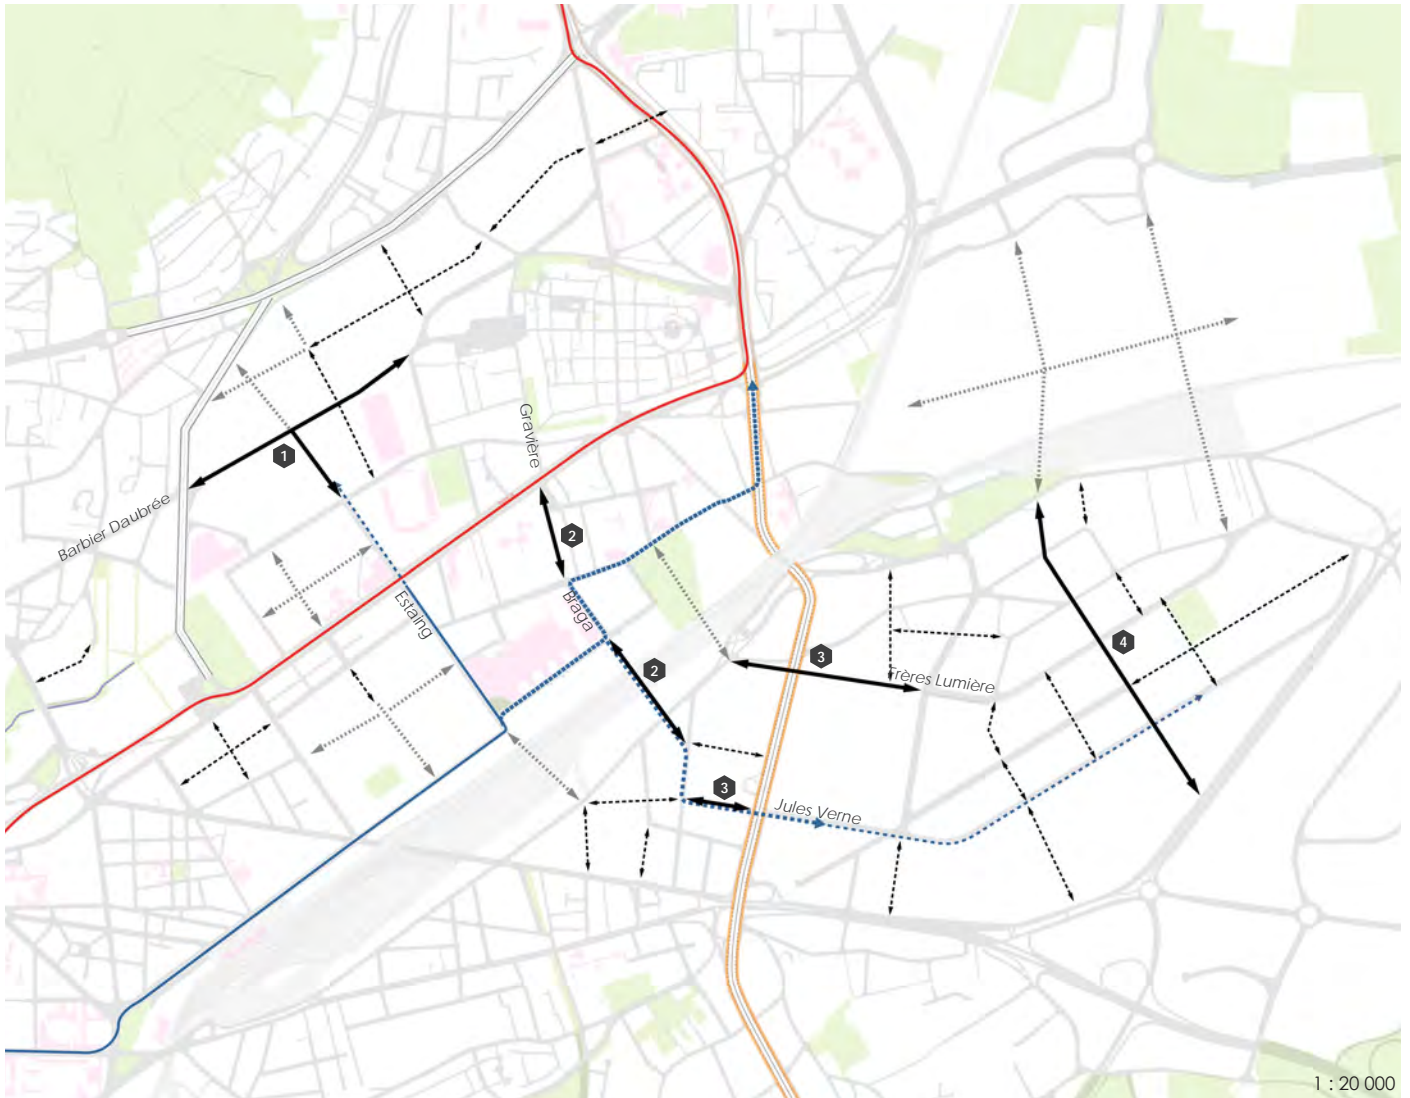 Gravière
1
Barbier Daubrée
2
Braga
Estaing
2
3
4
Frères Lumière
3
Jules Verne
1 : 20 000